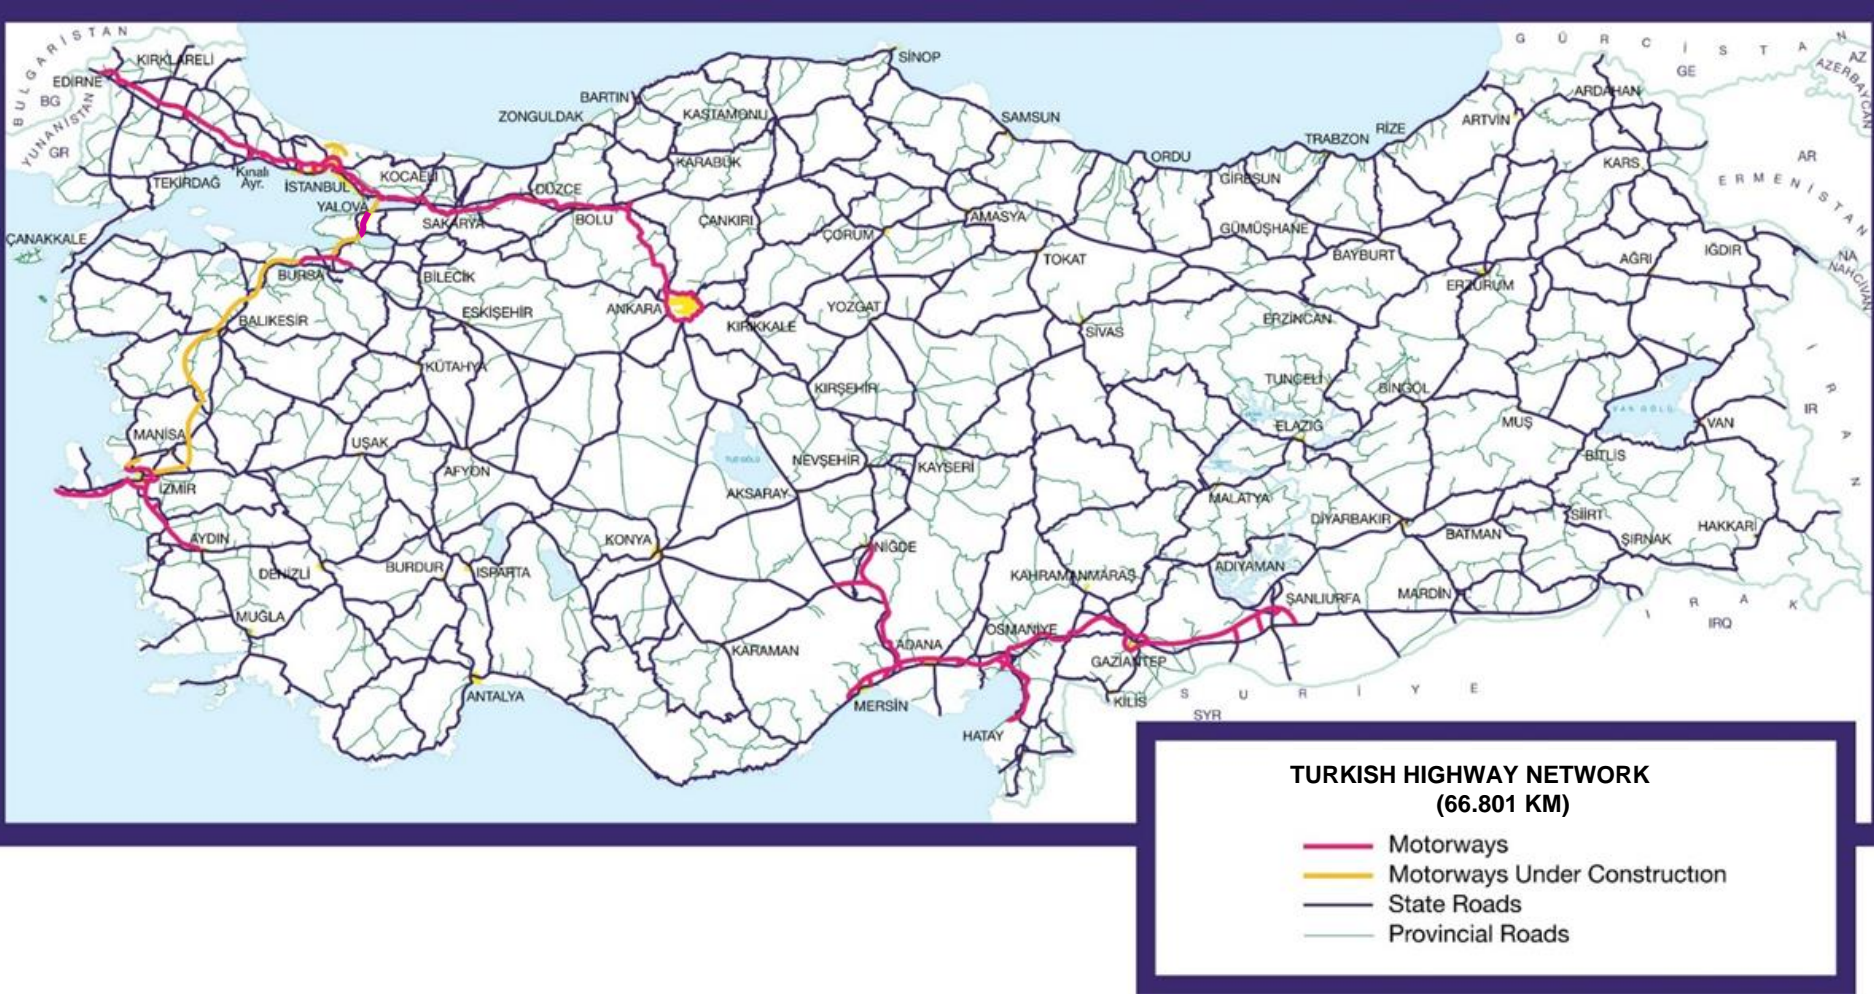 BULGARİSTAN
BG
YUNANİSTAN
GR
KIRKLARELİ
EDİRNE
TEKİRDAĞ
Kınalı
Ayr.
İSTANBUL
KOCAELİ
YALOVA
SAKARYA
DÜZCE
BOLU
ZONGULDAK
BARTIN
KASTAMONU
KARABÜK
ÇANKIRI
SİNOP
SAMSUN
AMASYA
ÇORUM
TOKAT
ORDU
GİRESUN
TRABZON
RİZE
ARTVİN
ARDAHAN
KARS
GÜMÜŞHANE
BAYBURT
ERZURUM
AĞRI
IĞDIR
GÜRCİSTAN
GE
AZ
AZERBAYCAN
AR
ERMENİSTAN
NA
NAHCİVAN
ÇANAKKALE
BURSA
BİLECİK
ESKİŞEHİR
ANKARA
KIRIKKALE
YOZGAT
SİVAS
ERZİNCAN
BALIKESİR
KÜTAHYA
KIRŞEHİR
TUNCELİ
BİNGÖL
MUŞ
VAN GÖLÜ
VAN
BİTLİS
İRAN
IR
MANİSA
UŞAK
AFYON
TUZ GÖLÜ
NEVŞEHİR
KAYSERİ
ELAZIĞ
MALATYA
AKSARAY
İZMİR
AYDIN
DENİZLİ
BURDUR
ISPARTA
KONYA
NİĞDE
KAHRAMANMARAŞ
ADIYAMAN
DİYARBAKIR
BATMAN
SİİRT
ŞIRNAK
HAKKARİ
MUĞLA
ANTALYA
KARAMAN
MERSİN
ADANA
OSMANİYE
GAZİANTEP
KİLİS
HATAY
ŞANLIURFA
MARDİN
IRAK
IRQ
SURİYE
SYR
TURKISH HIGHWAY NETWORK
(66.801 KM)
Motorways
Motorways Under Construction
State Roads
Provincial Roads